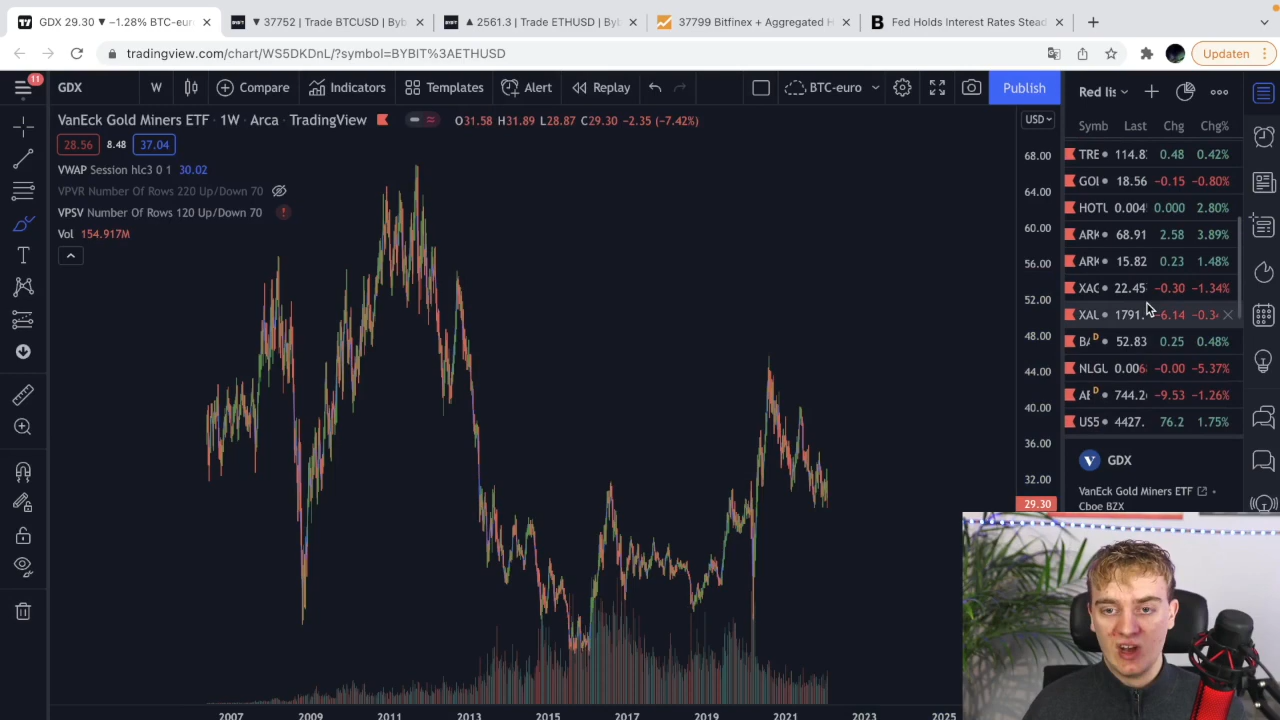 GDX 29.30 ▼ −1.28% BTC-eur
▼ 37752 | Trade BTCUSD | Byb
▲ 2561.3 | Trade ETHUSD | Byb
37799 Bitfinex + Aggregated H
Fed Holds Interest Rates Stead
tradingview.com/chart/WS5DKDnL/?symbol=BYBIT%3AETHUSD
Updaten
11
GDX W Compare Indicators Templates Alert Replay BTC-euro Publish Red lis
VanEck Gold Miners ETF · 1W · Arca · TradingView O31.58 H31.89 L28.87 C29.30 −2.35 (−7.42%)
USD
28.56 8.48 37.04
VWAP Session hlc3 0 1 30.02
VPVR Number Of Rows 220 Up/Down 70
VPSV Number Of Rows 120 Up/Down 70
Vol 154.917M
68.00
64.00
60.00
56.00
52.00
48.00
44.00
40.00
36.00
32.00
29.30
2007 2009 2011 2013 2015 2017 2019 2021 2023 2025
Symb Last Chg Chg%
TRE 114.8 0.48 0.42%
GOI 18.56 −0.15 −0.80%
HOTL 0.004 0.000 2.80%
ARK 68.91 2.58 3.89%
ARK 15.82 0.23 1.48%
XAG 22.45 −0.30 −1.34%
XAU 1791. −6.14 −0.34
BA D 52.83 0.25 0.48%
NLGL 0.006 −0.00 −5.37%
AE D 744.2 −9.53 −1.26%
US5 4427. 76.2 1.75%
GDX
VanEck Gold Miners ETF
Cboe BZX